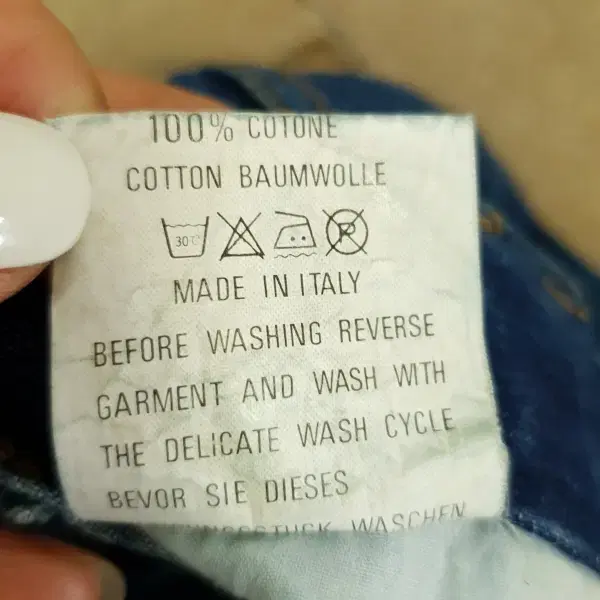 100% COTONE
COTTON BAUMWOLLE
30°C P
MADE IN ITALY
BEFORE WASHING REVERSE
GARMENT AND WASH WITH
THE DELICATE WASH CYCLE
BEVOR SIE DIESES
WASCHEN